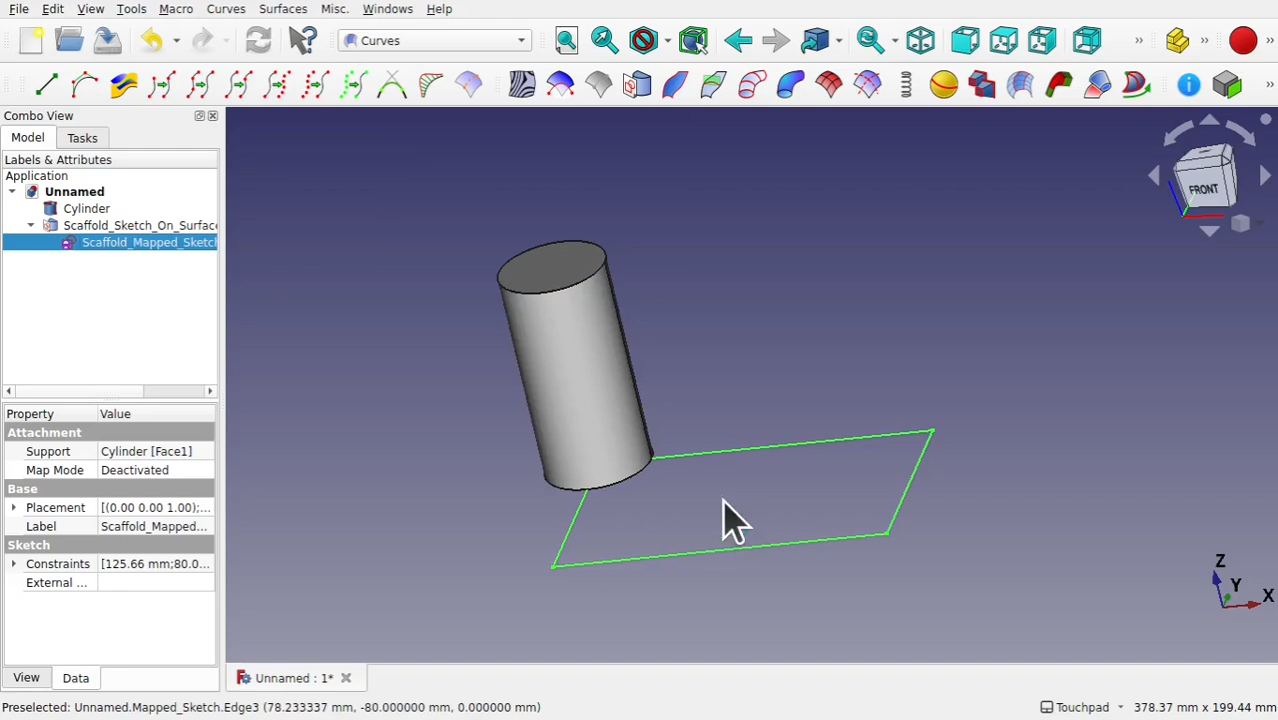 File Edit View Tools Macro Curves Surfaces Misc. Windows Help
Curves
Combo View
Model Tasks
Labels & Attributes
Application
Unnamed
Cylinder
Scaffold_Sketch_On_Surface
Scaffold_Mapped_Sketch
Property Value
Attachment
Support Cylinder [Face1]
Map Mode Deactivated
Base
Placement [(0.00 0.00 1.00);...
Label Scaffold_Mapped...
Sketch
Constraints [125.66 mm;80.0...
External ...
View Data
FRONT
Z
Y
X
Unnamed : 1*
Preselected: Unnamed.Mapped_Sketch.Edge3 (78.233337 mm, -80.000000 mm, 0.000000 mm)
Touchpad 378.37 mm x 199.44 mm